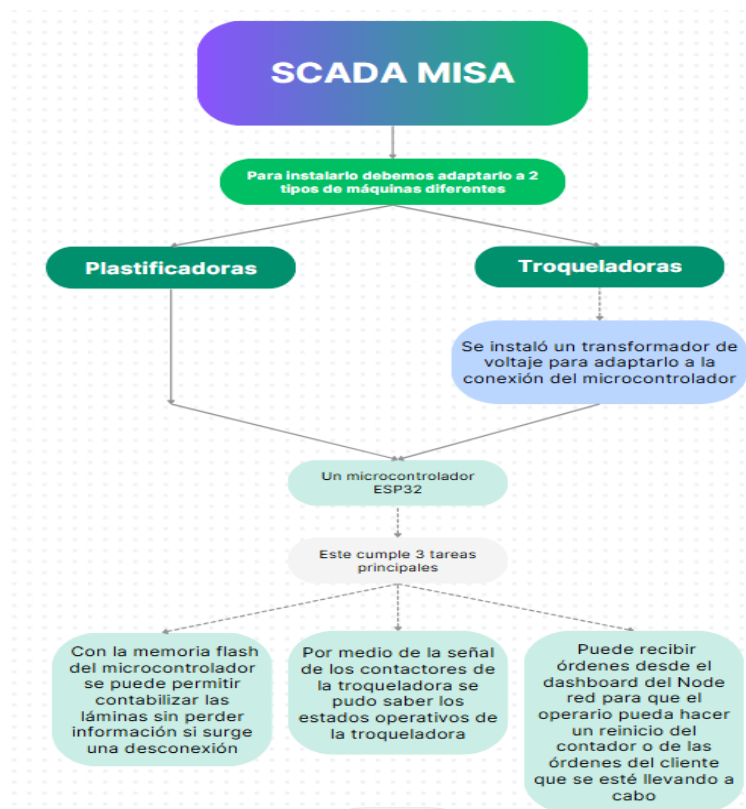 SCADA MISA
Para instalarlo debemos adaptarlo a 2
tipos de máquinas diferentes
Plastificadoras
Troqueladoras
Se instaló un transformador de
voltaje para adaptarlo a la
conexión del microcontrolador
Un microcontrolador
ESP32
Este cumple 3 tareas
principales
Con la memoria flash
del microcontrolador
se puede permitir
contabilizar las
láminas sin perder
información si surge
una desconexión
Por medio de la señal
de los contactores de
la troqueladora se
pudo saber los
estados operativos de
la troqueladora
Puede recibir
órdenes desde el
dashboard del Node
red para que el
operario pueda hacer
un reinicio del
contador o de las
órdenes del cliente
que se esté llevando a
cabo